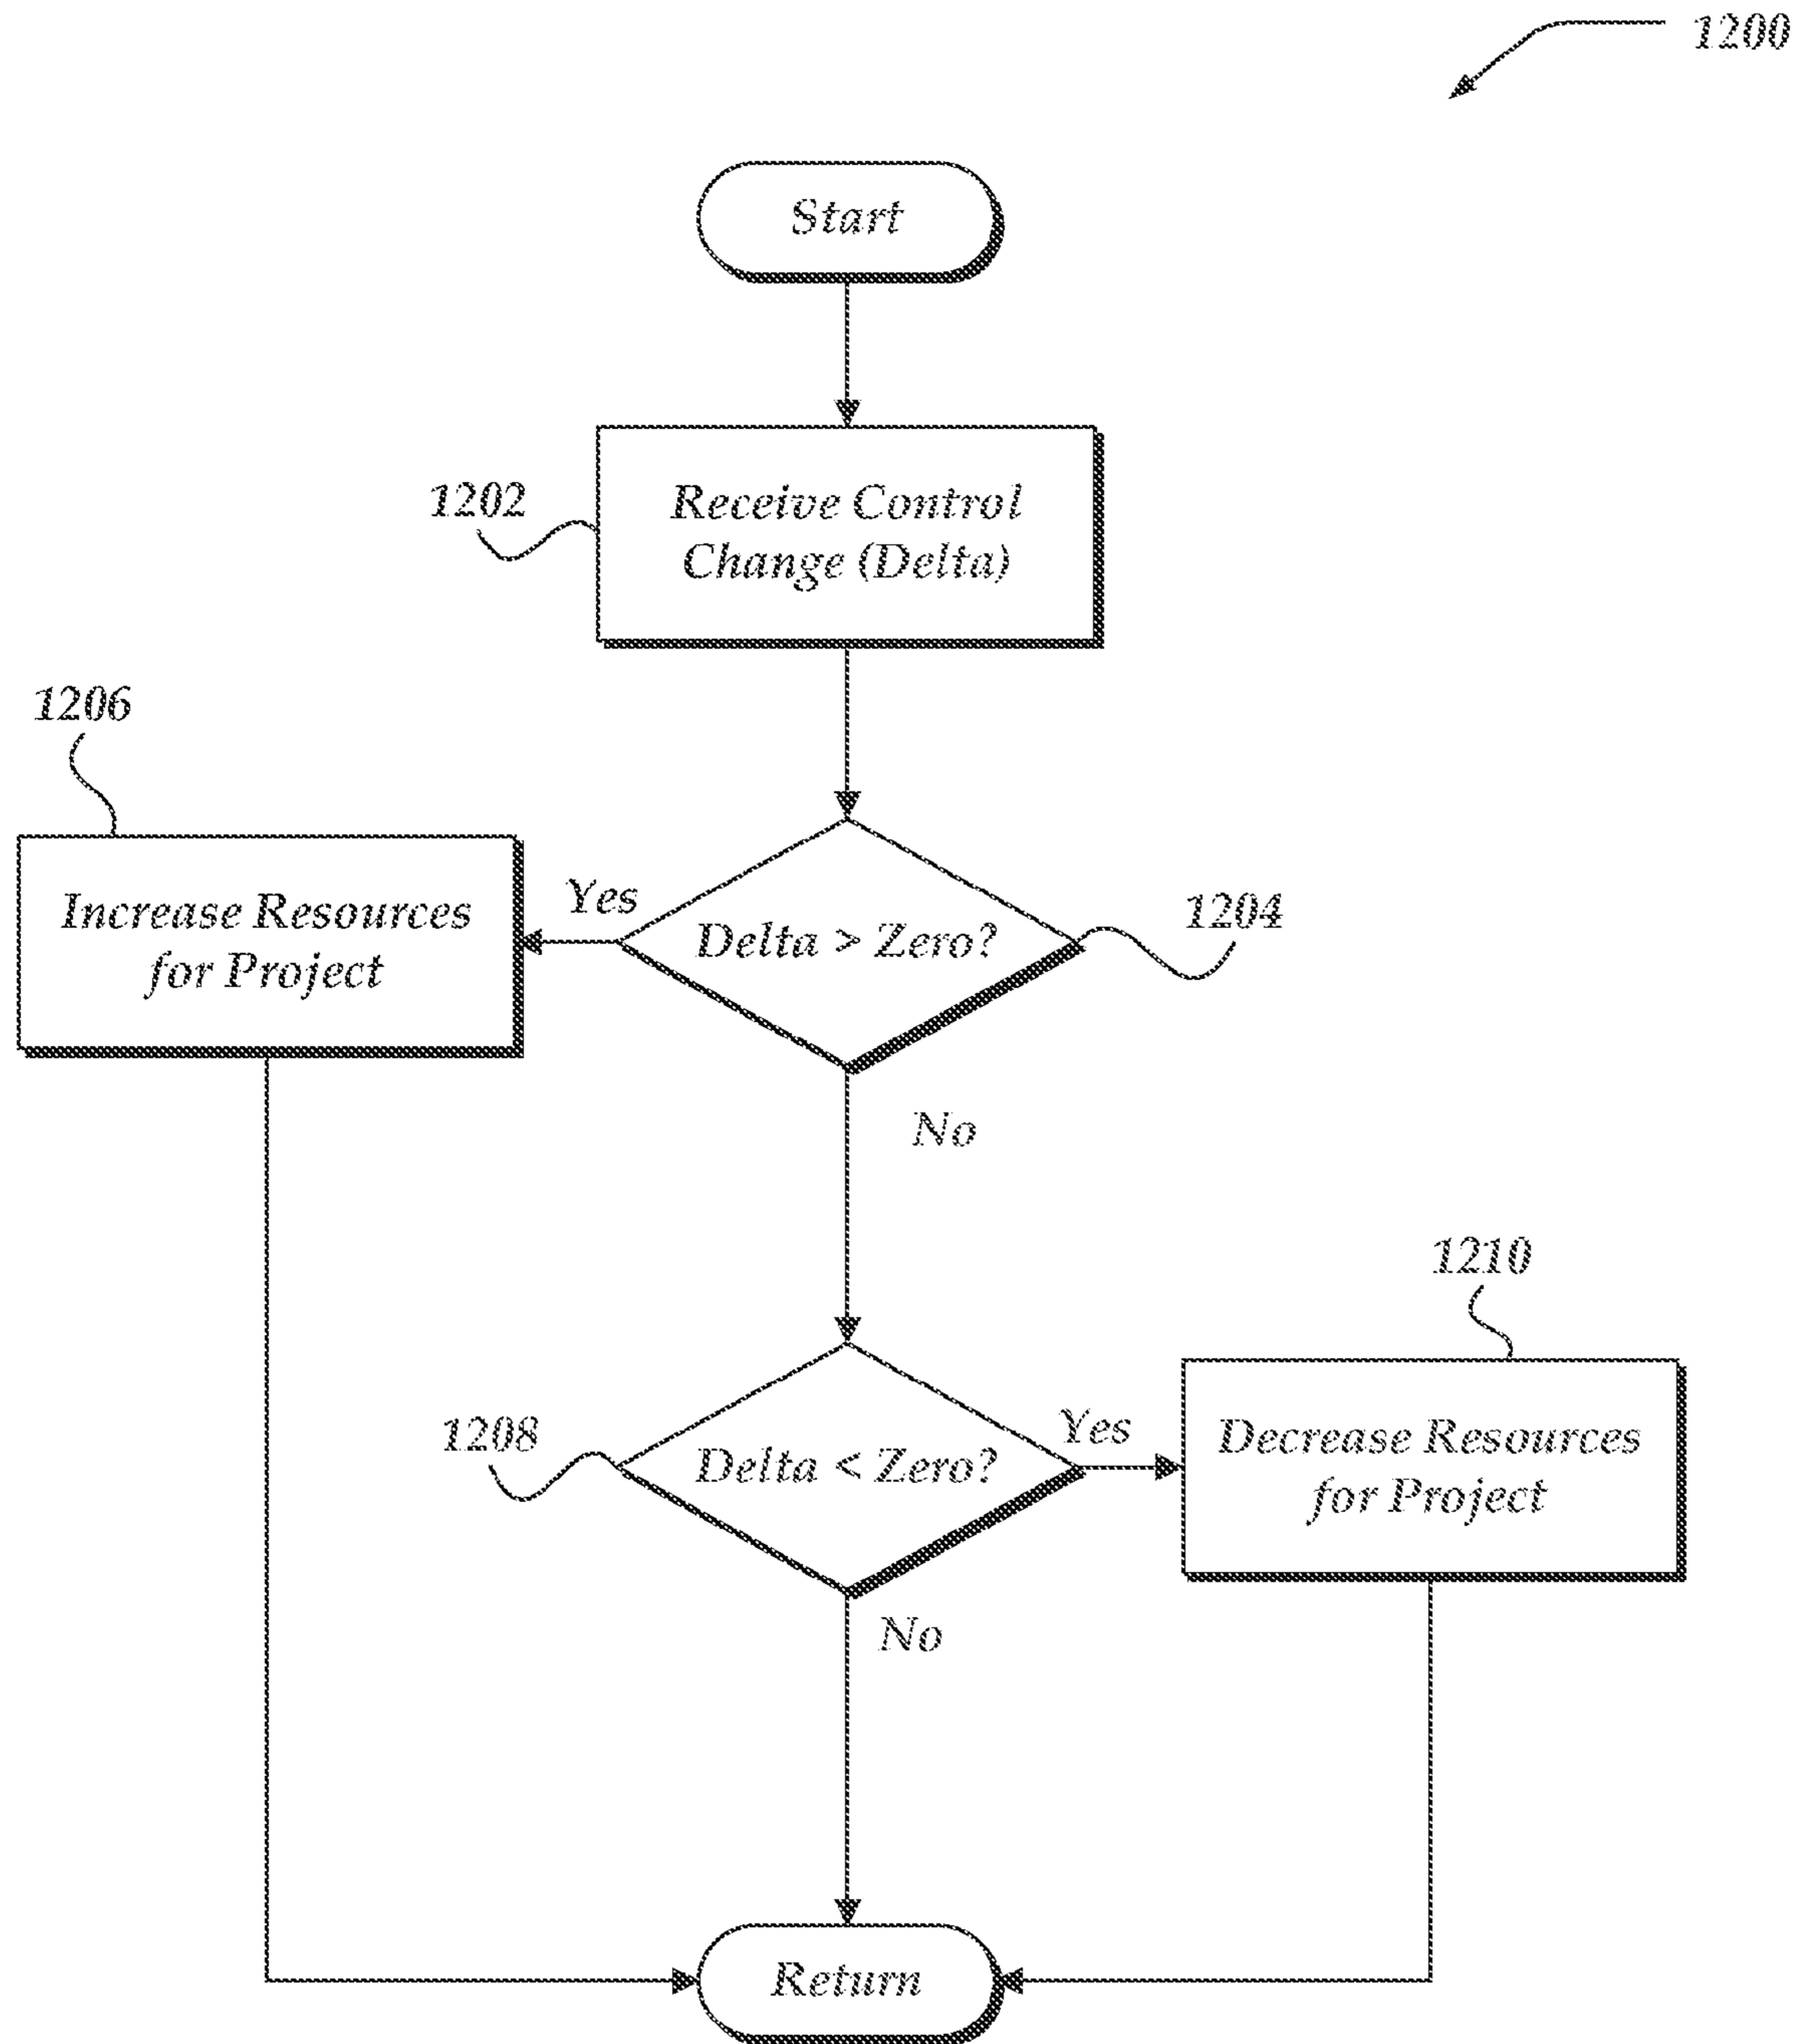 1200
Start
1202
Receive Control
Change (Delta)
1206
Increase Resources
for Project
Yes
Delta > Zero?
1204
No
1210
1208
Delta < Zero?
Yes
Decrease Resources
for Project
No
Return